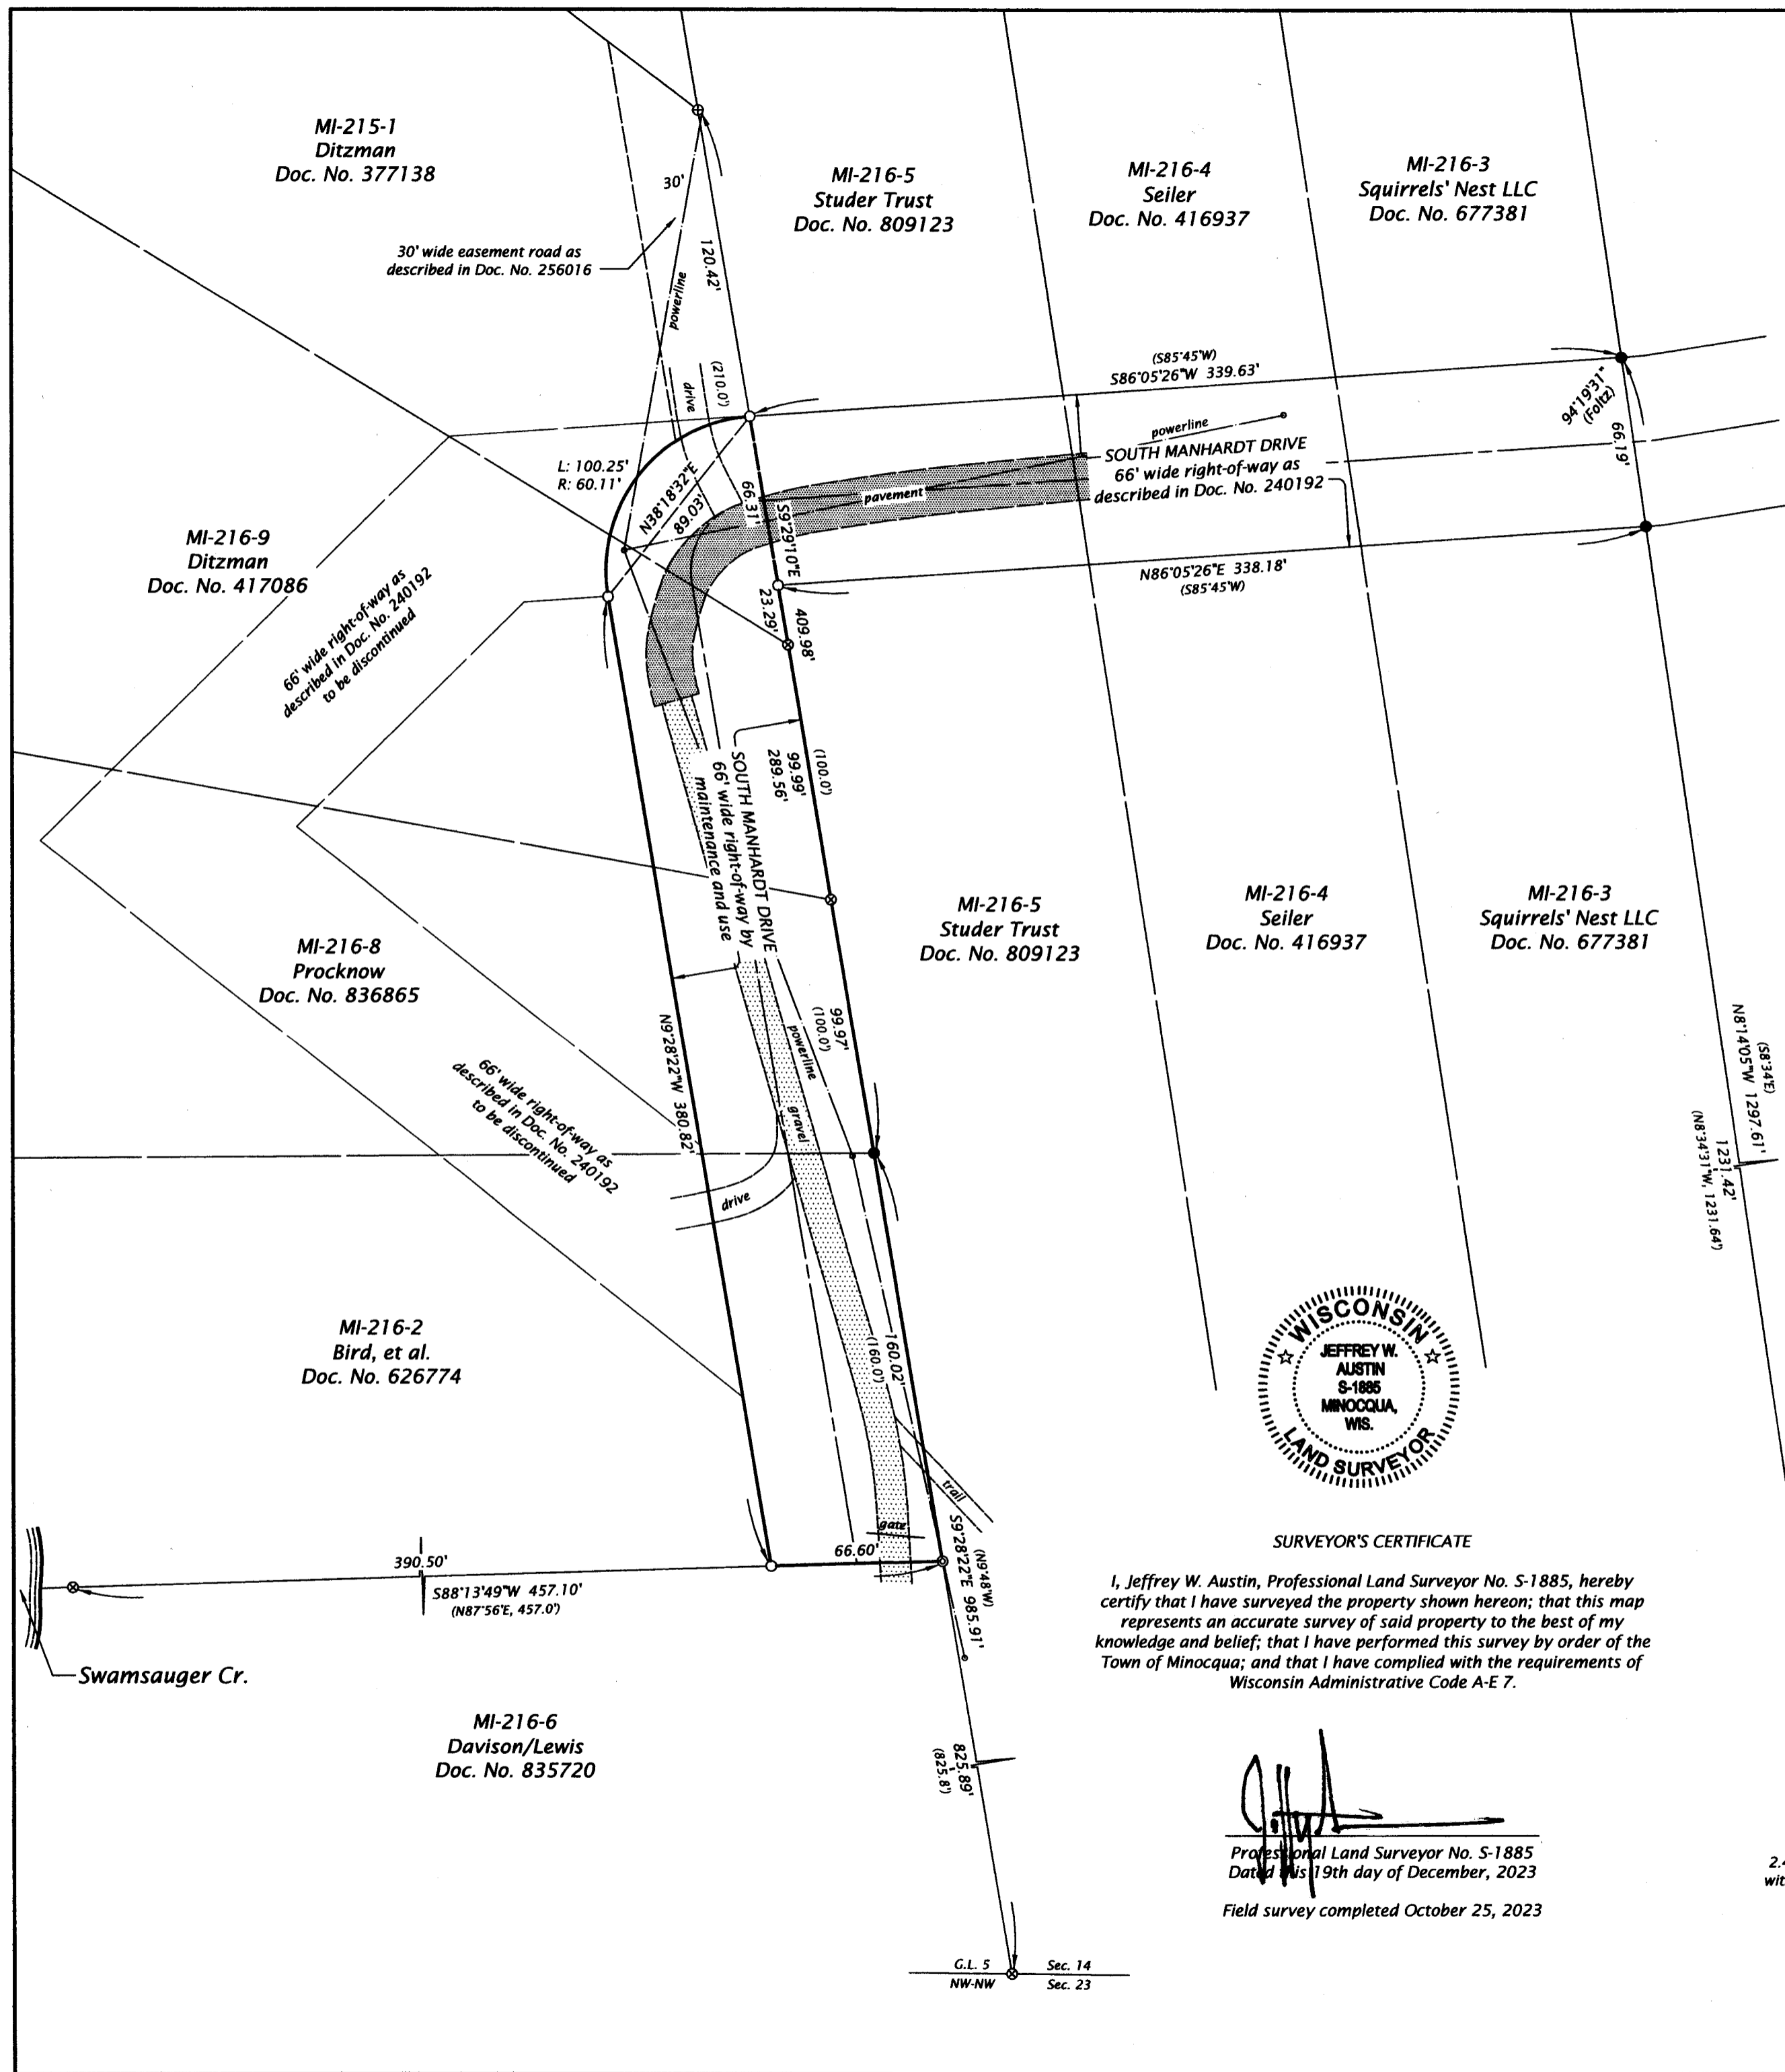 MI-215-1
Ditzman
Doc. No. 377138
30'
30' wide easement road as
described in Doc. No. 256016
powerline
120.42'
(210.0')
drive
MI-216-5
Studer Trust
Doc. No. 809123
MI-216-4
Seiler
Doc. No. 416937
MI-216-3
Squirrels' Nest LLC
Doc. No. 677381
(S85°45'W)
S86°05'26"W 339.63'
94°19'31"
(Foltz)
66.19'
powerline
SOUTH MANHARDT DRIVE
66' wide right-of-way as
described in Doc. No. 240192
pavement
L: 100.25'
R: 60.11'
N38°18'32"E
89.03'
66.31'
S9°29'10"E
409.98'
23.29'
N86°05'26"E 338.18'
(S85°45'W)
MI-216-9
Ditzman
Doc. No. 417086
66' wide right-of-way as
described in Doc. No. 240192
to be discontinued
(100.0')
99.99'
289.56'
SOUTH MANHARDT DRIVE
66' wide right-of-way by
maintenance and use
MI-216-5
Studer Trust
Doc. No. 809123
MI-216-4
Seiler
Doc. No. 416937
MI-216-3
Squirrels' Nest LLC
Doc. No. 677381
MI-216-8
Procknow
Doc. No. 836865
66' wide right-of-way as
described in Doc. No. 240192
to be discontinued
N9°28'22"W 380.82'
99.97'
(100.0')
powerline
gravel
drive
(S8°34'E)
N8°14'05"W 1297.61'
1231.42'
(N8°34'31"W, 1231.64')
MI-216-2
Bird, et al.
Doc. No. 626774
160.02'
(160.0')
trail
gate
66.60'
390.50'
S88°13'49"W 457.10'
(N87°56'E, 457.0')
(N9°48'W)
S9°28'22"E 985.91'
Swamsauger Cr.
MI-216-6
Davison/Lewis
Doc. No. 835720
825.89'
(825.8')
G.L. 5 Sec. 14
NW-NW Sec. 23
WISCONSIN
JEFFREY W.
AUSTIN
S-1885
MINOCQUA,
WIS.
LAND SURVEYOR
SURVEYOR'S CERTIFICATE
I, Jeffrey W. Austin, Professional Land Surveyor No. S-1885, hereby
certify that I have surveyed the property shown hereon; that this map
represents an accurate survey of said property to the best of my
knowledge and belief; that I have performed this survey by order of the
Town of Minocqua; and that I have complied with the requirements of
Wisconsin Administrative Code A-E 7.
Professional Land Surveyor No. S-1885
Dated this 19th day of December, 2023
Field survey completed October 25, 2023